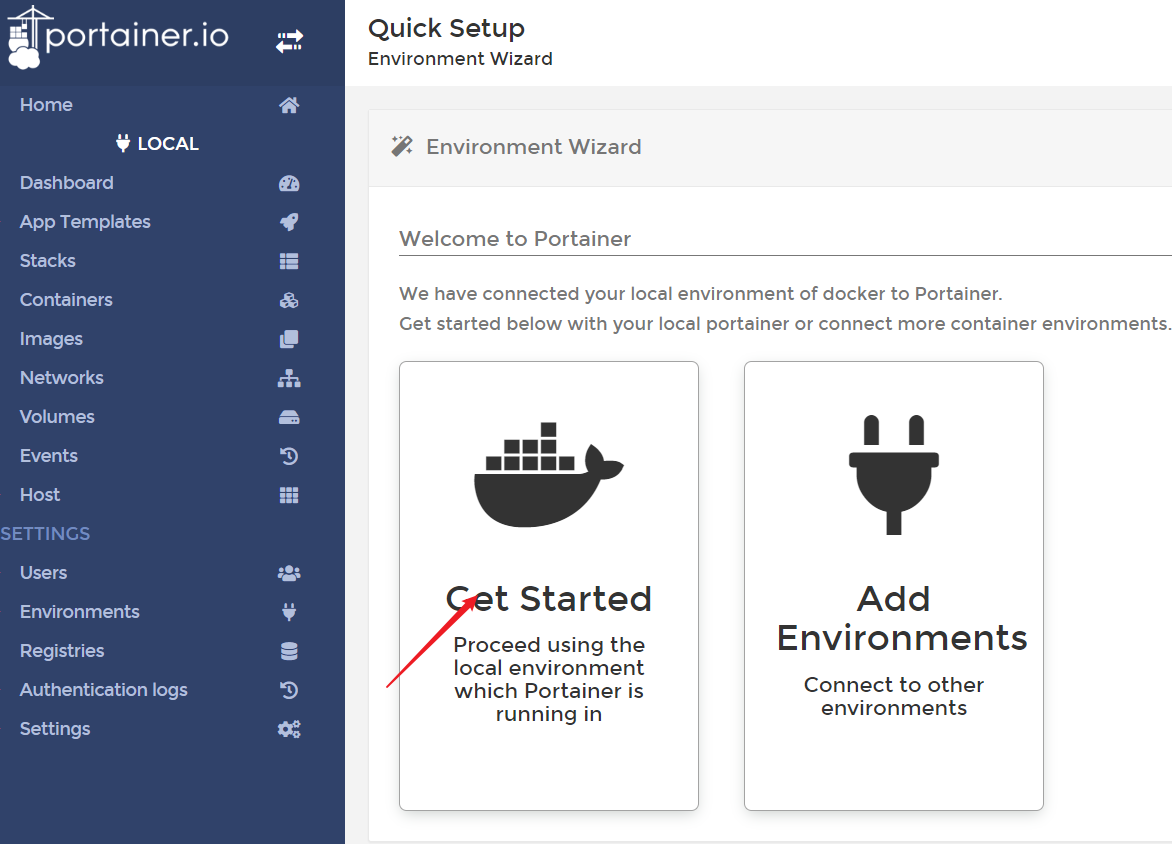 portainer.io
Home
LOCAL
Dashboard
App Templates
Stacks
Containers
Images
Networks
Volumes
Events
Host
SETTINGS
Users
Environments
Registries
Authentication logs
Settings
Quick Setup
Environment Wizard
Environment Wizard
Welcome to Portainer
We have connected your local environment of docker to Portainer.
Get started below with your local portainer or connect more container environments.
Get Started
Proceed using the
local environment
which Portainer is
running in
Add
Environments
Connect to other
environments